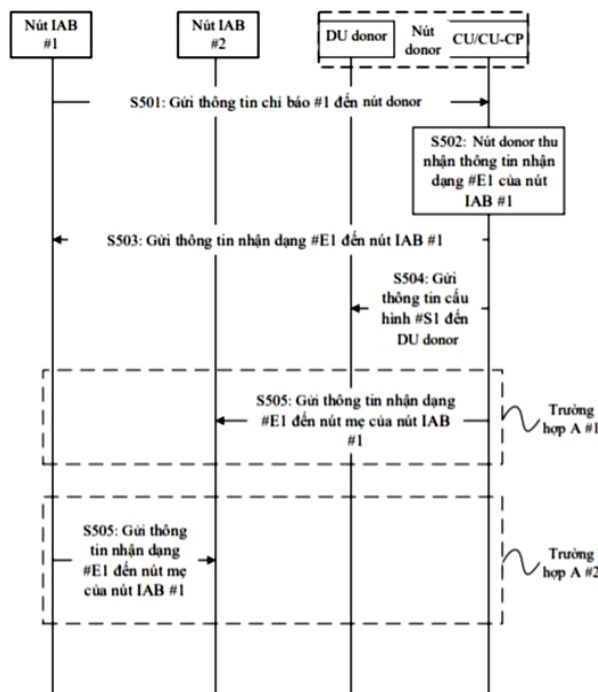 Nút IAB
#1
Nút IAB
#2
DU donor
Nút
donor
CU/CU-CP
S501: Gửi thông tin chỉ báo #1 đến nút donor
S502: Nút donor thu
nhận thông tin nhận
dạng #E1 của nút
IAB #1
S503: Gửi thông tin nhận dạng #E1 đến nút IAB #1
S504: Gửi
thông tin cấu
hình #S1 đến
DU donor
S505: Gửi thông tin nhận dạng
#E1 đến nút mẹ của nút IAB
#1
Trường
hợp A #1
S505: Gửi thông
tin nhận dạng
#E1 đến nút mẹ
của nút IAB #1
Trường
hợp A #2